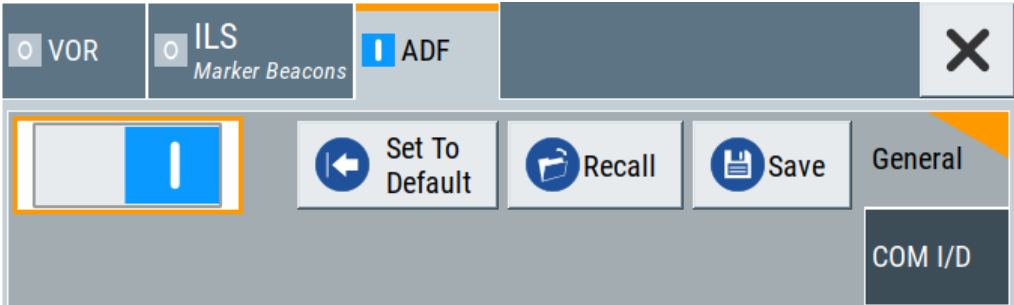 O VOR
O ILS
Marker Beacons
I ADF
I
Set To
Default
Recall
Save
General
COM I/D